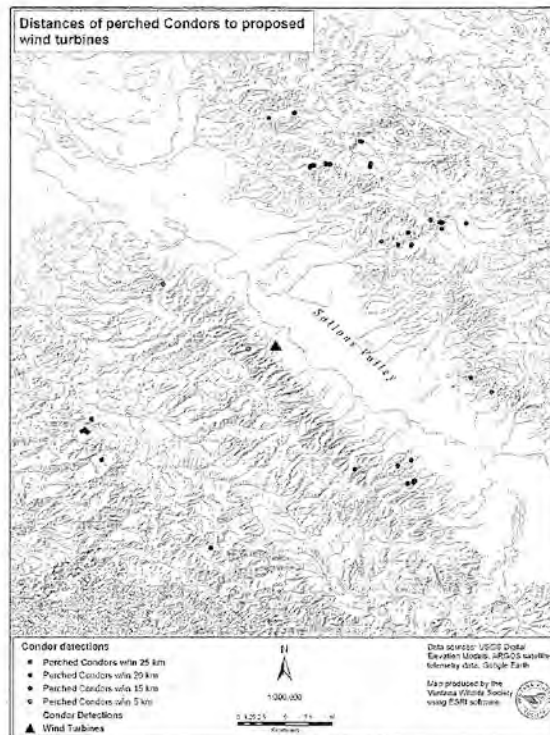 Distances of perched Condors to proposed
wind turbines
Salinas Valley
Condor detections
Perched Condors w/in 25 km
Perched Condors w/in 20 km
Perched Condors w/in 15 km
Perched Condors w/in 5 km
Condor Detections
Wind Turbines
N
Data sources: USGS Digital
Elevation Models, ARGOS satellite
telemetry data, Google Earth
Map produced by the
Ventana Wildlife Society
using ESRI software.